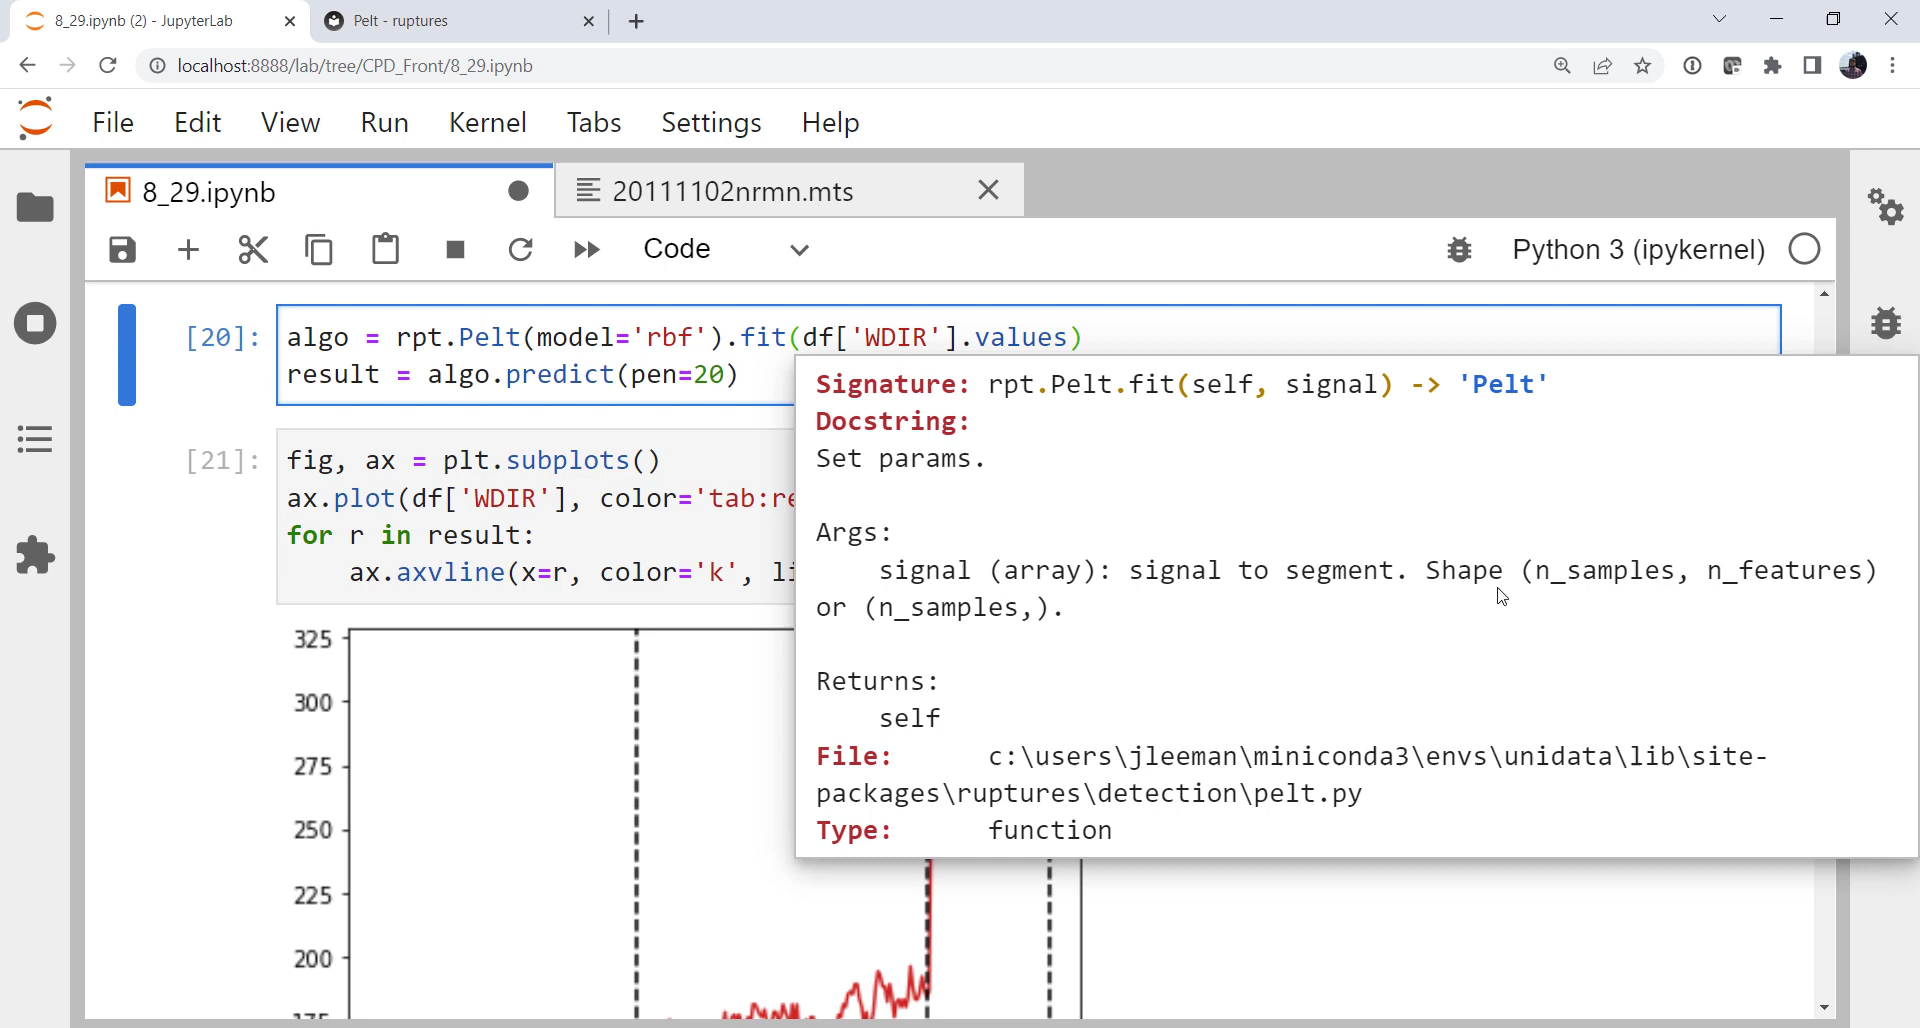 8_29.ipynb (2) - JupyterLab
Pelt - ruptures
localhost:8888/lab/tree/CPD_Front/8_29.ipynb
File Edit View Run Kernel Tabs Settings Help
8_29.ipynb
20111102nrmn.mts
Code
Python 3 (ipykernel)
[20]: algo = rpt.Pelt(model='rbf').fit(df['WDIR'].values)
result = algo.predict(pen=20)
Signature: rpt.Pelt.fit(self, signal) -> 'Pelt'
Docstring:
Set params.
Args:
signal (array): signal to segment. Shape (n_samples, n_features)
or (n_samples,).
Returns:
self
File: c:\users\jleeman\miniconda3\envs\unidata\lib\site-
packages\ruptures\detection\pelt.py
Type: function
[21]: fig, ax = plt.subplots()
ax.plot(df['WDIR'], color='tab:re
for r in result:
ax.axvline(x=r, color='k', li
325
300
275
250
225
200
175